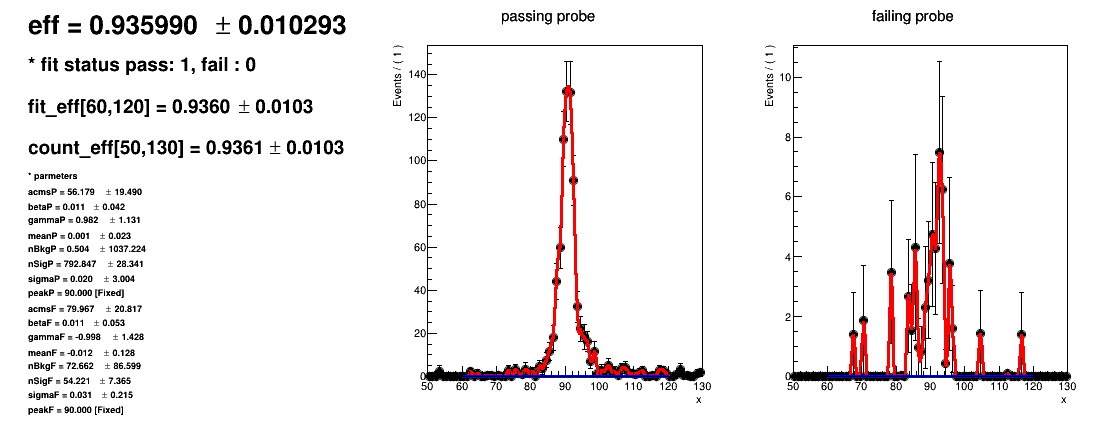 eff = 0.935990 ± 0.010293
* fit status pass: 1, fail : 0
fit_eff[60,120] = 0.9360 ± 0.0103
count_eff[50,130] = 0.9361 ± 0.0103
* parmeters
acmsP = 56.179 ± 19.490
betaP = 0.011 ± 0.042
gammaP = 0.982 ± 1.131
meanP = 0.001 ± 0.023
nBkgP = 0.504 ± 1037.224
nSigP = 792.847 ± 28.341
sigmaP = 0.020 ± 3.004
peakP = 90.000 [Fixed]
acmsF = 79.967 ± 20.817
betaF = 0.011 ± 0.053
gammaF = -0.998 ± 1.428
meanF = -0.012 ± 0.128
nBkgF = 72.662 ± 86.599
nSigF = 54.221 ± 7.365
sigmaF = 0.031 ± 0.215
peakF = 90.000 [Fixed]
passing probe
Events / ( 1 )
140
120
100
80
60
40
20
0
50 60 70 80 90 100 110 120 130
x
failing probe
Events / ( 1 )
10
8
6
4
2
0
50 60 70 80 90 100 110 120 130
x